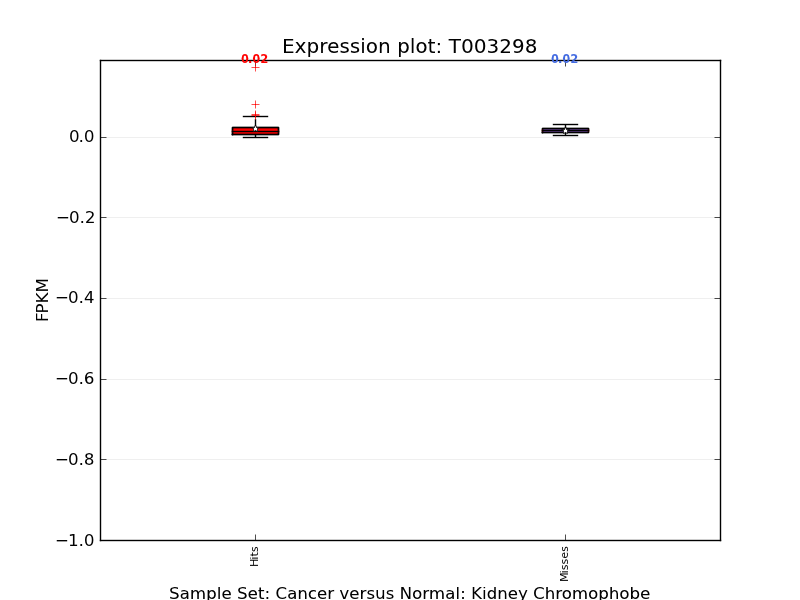 Expression plot: T003298
0.02
0.02
0.0
−0.2
−0.4
−0.6
−0.8
−1.0
FPKM
Hits
Misses
Sample Set: Cancer versus Normal: Kidney Chromophobe